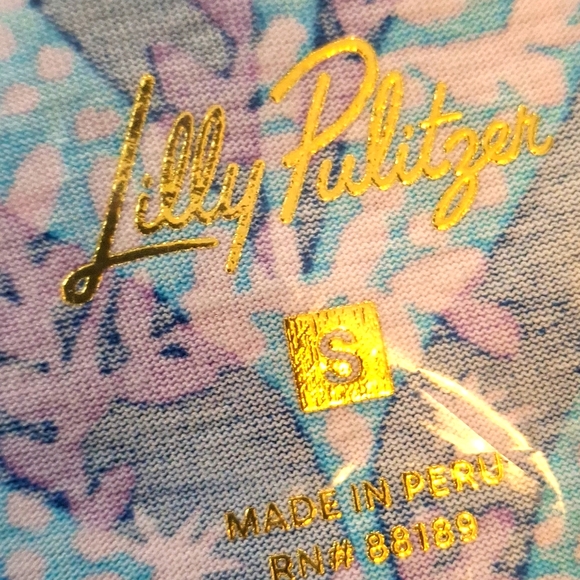 Lilly Pulitzer
S
MADE IN PERU
RN# 88189